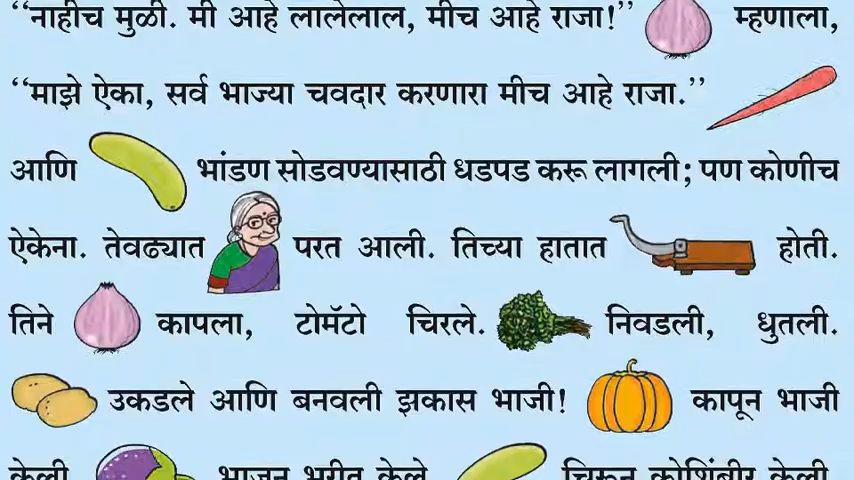 “नाहीच मुळी. मी आहे लालेलाल, मीच आहे राजा!” म्हणाला,
“माझे ऐका, सर्व भाज्या चवदार करणारा मीच आहे राजा.”
आणि भांडण सोडवण्यासाठी धडपड करू लागली; पण कोणीच
ऐकेना. तेवढ्यात परत आली. तिच्या हातात होती.
तिने कापला, टोमॅटो चिरले. निवडली, धुतली.
उकडले आणि बनवली झकास भाजी! कापून भाजी
केली. भाजून भरीत केले. चिरून कोशिंबीर केली.